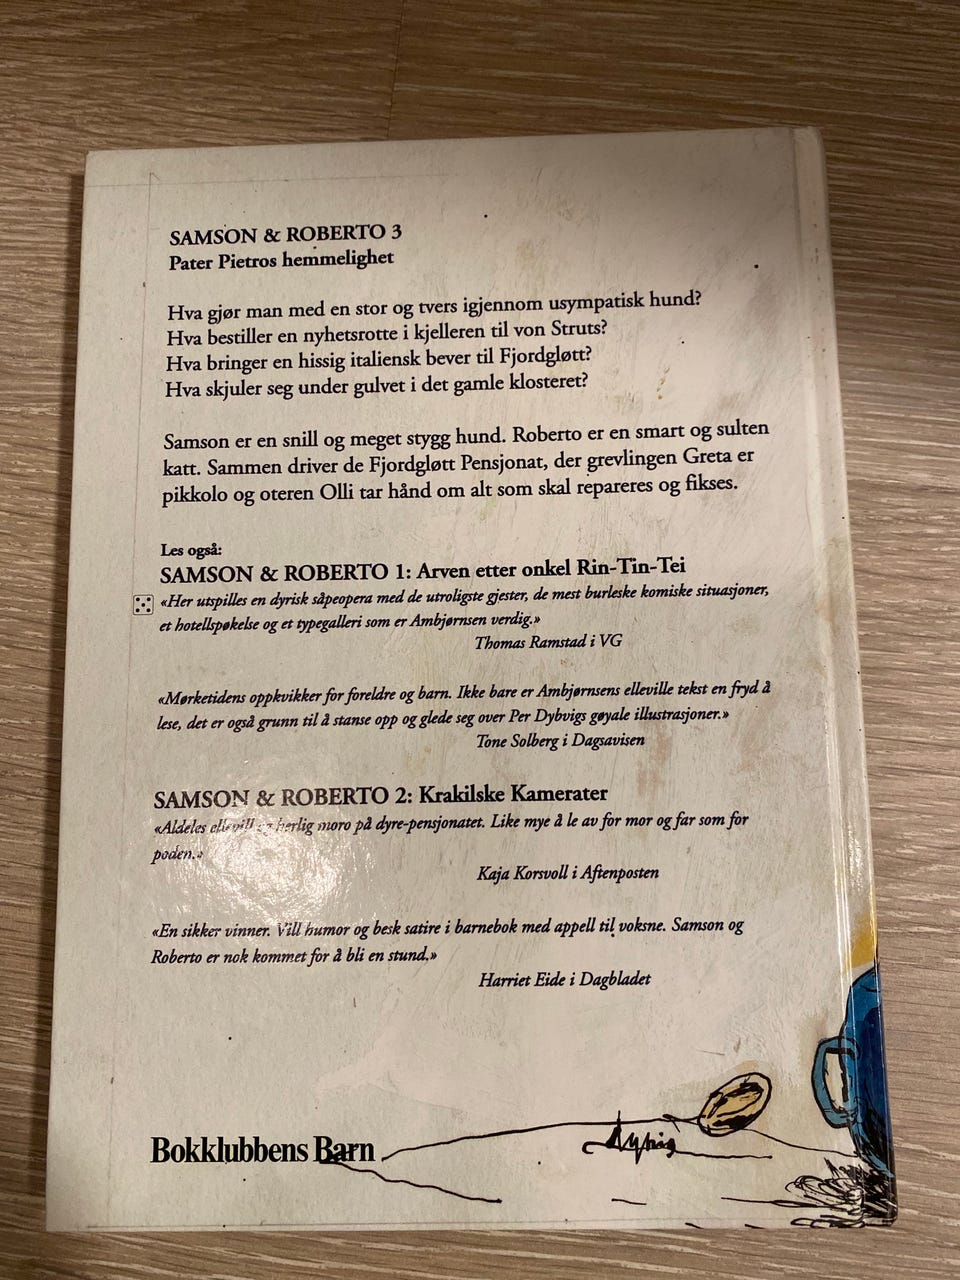 SAMSON & ROBERTO 3
Pater Pietros hemmelighet
Hva gjør man med en stor og tvers igjennom usympatisk hund?
Hva bestiller en nyhetsrotte i kjelleren til von Struts?
Hva bringer en hissig italiensk bever til Fjordgløtt?
Hva skjuler seg under gulvet i det gamle klosteret?
Samson er en snill og meget stygg hund. Roberto er en smart og sulten
katt. Sammen driver de Fjordgløtt Pensjonat, der grevlingen Greta er
pikkolo og oteren Olli tar hånd om alt som skal repareres og fikses.
Les også:
SAMSON & ROBERTO 1: Arven etter onkel Rin-Tin-Tei
«Her utspilles en dyrisk såpeopera med de utroligste gjester, de mest burleske komiske situasjoner,
et hotellspøkelse og et typegalleri som er Ambjørnsen verdig.»
Thomas Ramstad i VG
«Mørketidens oppkvikker for foreldre og barn. Ikke bare er Ambjørnsens elleville tekst en fryd å
lese, det er også grunn til å stanse opp og glede seg over Per Dybvigs gøyale illustrasjoner.»
Tone Solberg i Dagsavisen
SAMSON & ROBERTO 2: Krakilske Kamerater
«Aldeles ellevill og herlig moro på dyre-pensjonatet. Like mye å le av for mor og far som for
poden.»
Kaja Korsvoll i Aftenposten
«En sikker vinner. Vill humor og besk satire i barnebok med appell til voksne. Samson og
Roberto er nok kommet for å bli en stund.»
Harriet Eide i Dagbladet
Bokklubbens Barn